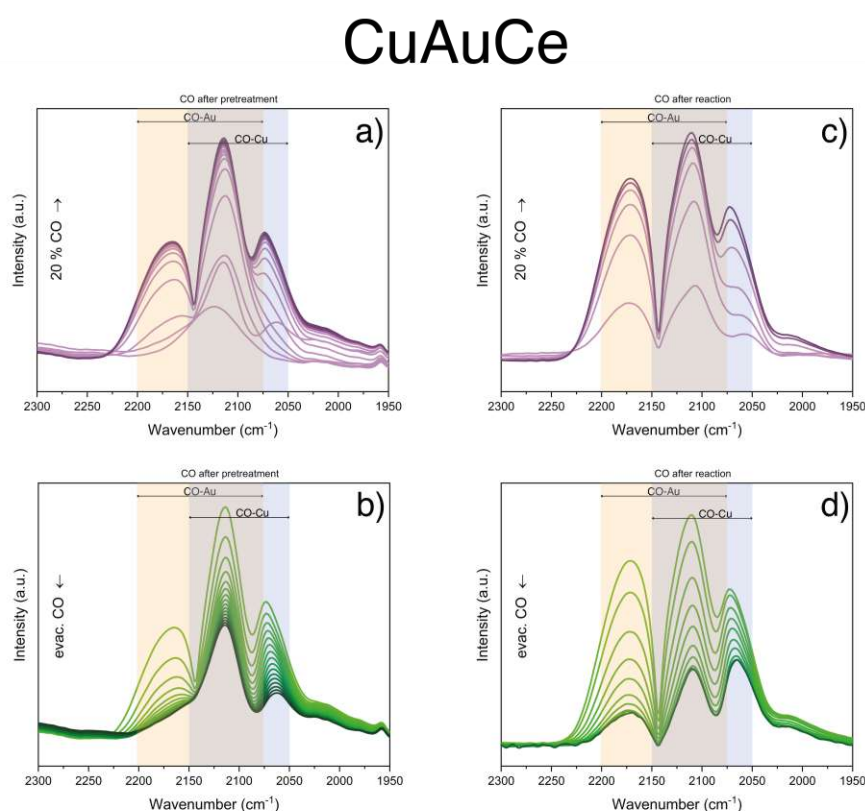 CuAuCe
CO after pretreatment
CO-Au
CO-Cu
a)
Intensity (a.u.)
20 % CO →
2300 2250 2200 2150 2100 2050 2000 1950
Wavenumber (cm⁻¹)
CO after reaction
CO-Au
CO-Cu
c)
Intensity (a.u.)
20 % CO →
2300 2250 2200 2150 2100 2050 2000 1950
Wavenumber (cm⁻¹)
CO after pretreatment
CO-Au
CO-Cu
b)
Intensity (a.u.)
evac. CO ←
2300 2250 2200 2150 2100 2050 2000 1950
Wavenumber (cm⁻¹)
CO after reaction
CO-Au
CO-Cu
d)
Intensity (a.u.)
evac. CO ←
2300 2250 2200 2150 2100 2050 2000 1950
Wavenumber (cm⁻¹)